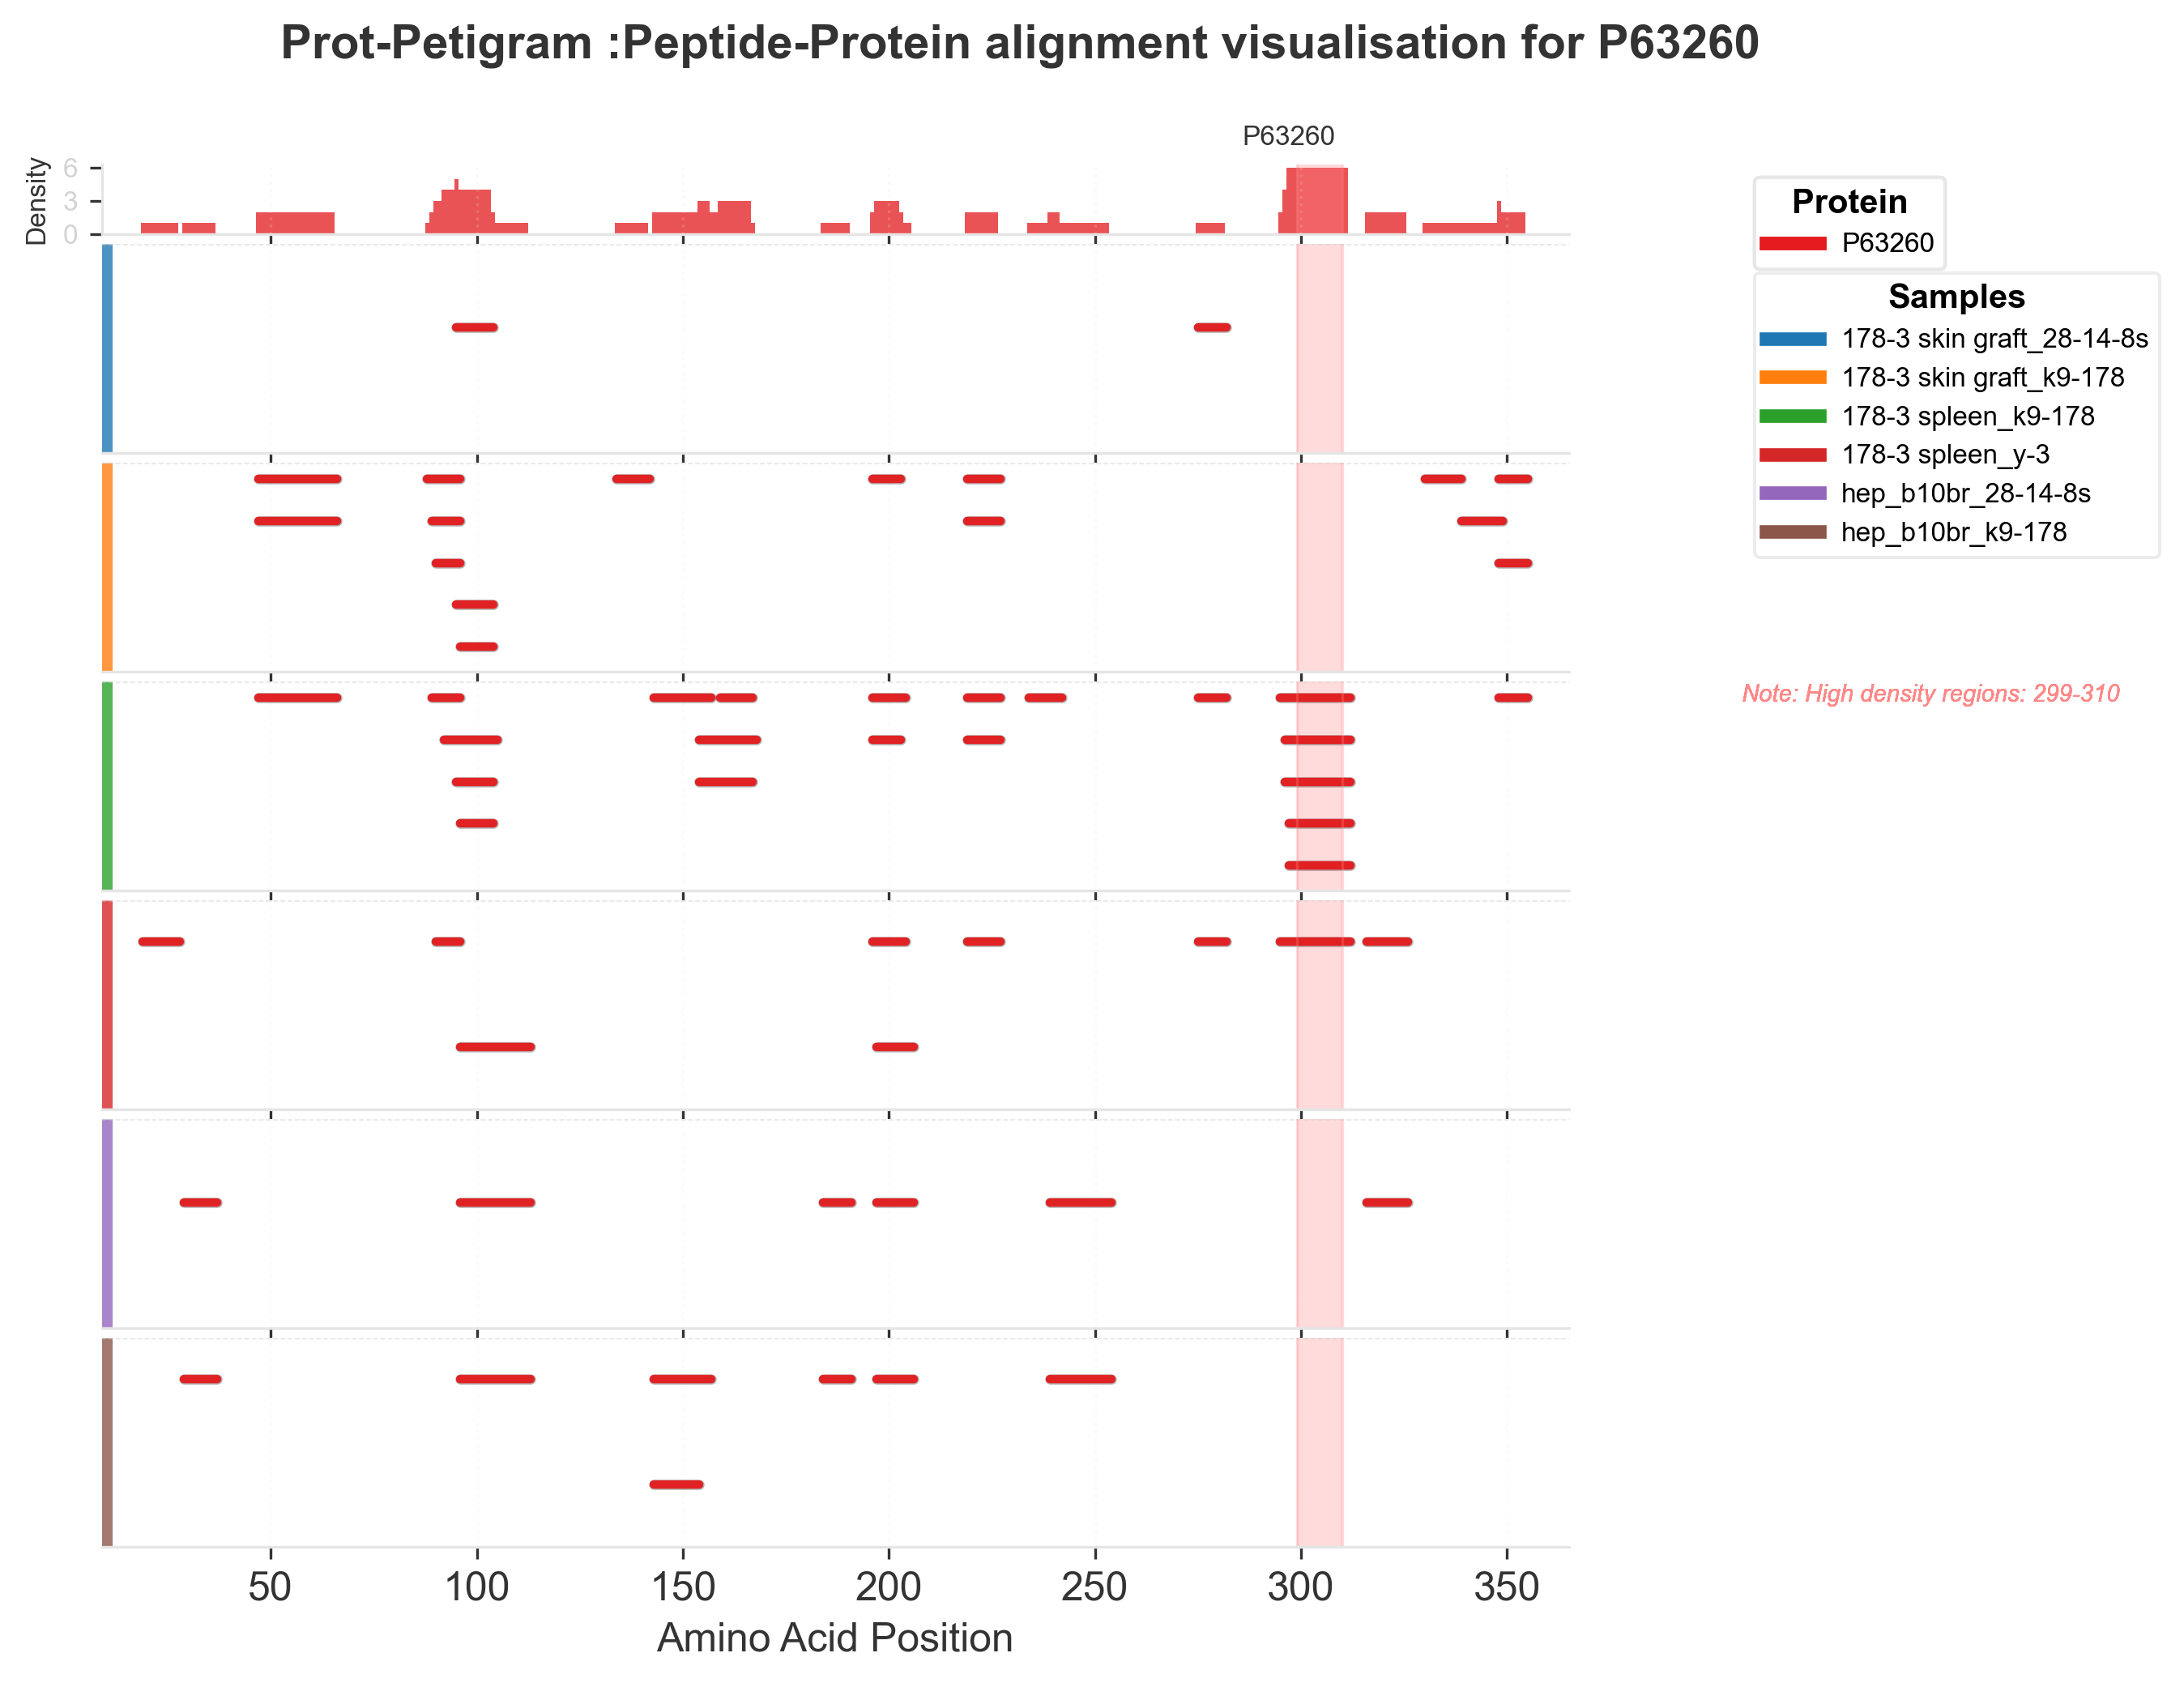 Prot-Petigram :Peptide-Protein alignment visualisation for P63260
P63260
Density
6
3
0
Protein
P63260
Samples
178-3 skin graft_28-14-8s
178-3 skin graft_k9-178
178-3 spleen_k9-178
178-3 spleen_y-3
hep_b10br_28-14-8s
hep_b10br_k9-178
Note: High density regions: 299-310
50 100 150 200 250 300 350
Amino Acid Position